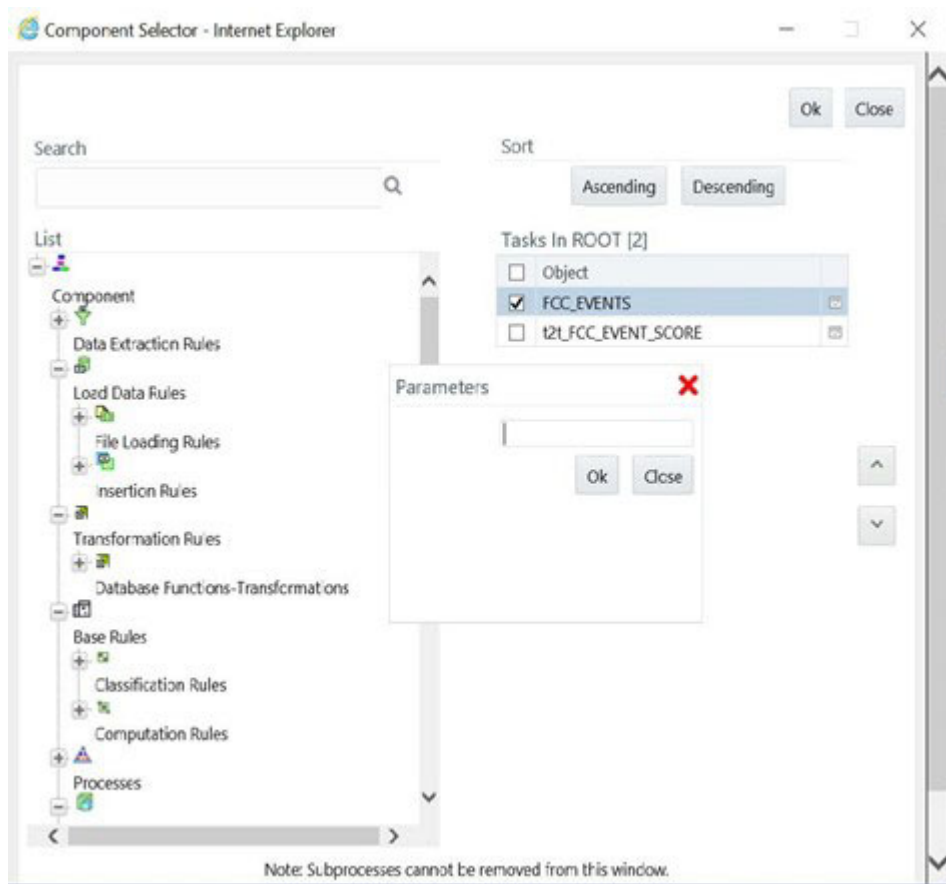 Component Selector - Internet Explorer
Ok Close
Search
Sort
Ascending Descending
List
Tasks In ROOT [2]
Object
Component
FCC_EVENTS
Data Extraction Rules
t2t_FCC_EVENT_SCORE
Load Data Rules
Parameters
File Loading Rules
Ok Close
Insertion Rules
Transformation Rules
Database Functions-Transformations
Base Rules
Classification Rules
Computation Rules
Processes
Note: Subprocesses cannot be removed from this window.